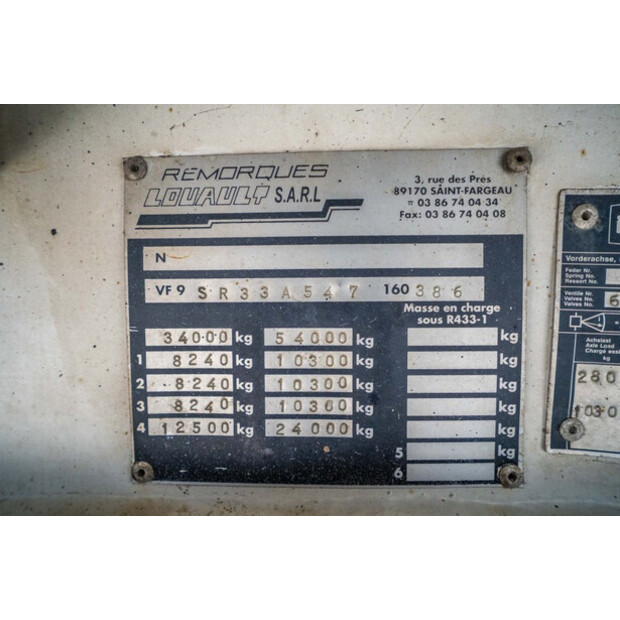 REMORQUES
LOUAULT S.A.R.L
3, rue des Prés
89170 SAINT-FARGEAU
03 86 74 04 34
Fax: 03 86 74 04 08
N
VF9 SR33A547 160 386
Masse en charge
sous R433-1
34000 kg 54000 kg kg
1 8240 kg 10300 kg kg
2 8240 kg 10300 kg kg
3 8240 kg 10300 kg kg
4 12500 kg 24000 kg kg
5 kg
6 kg
Vorderachse,
Feder Nr.
Spring No.
Ressort No.
Ventile Nr.
Valves No.
Valves No.
Achslast
Axle Load
kg
280
1030